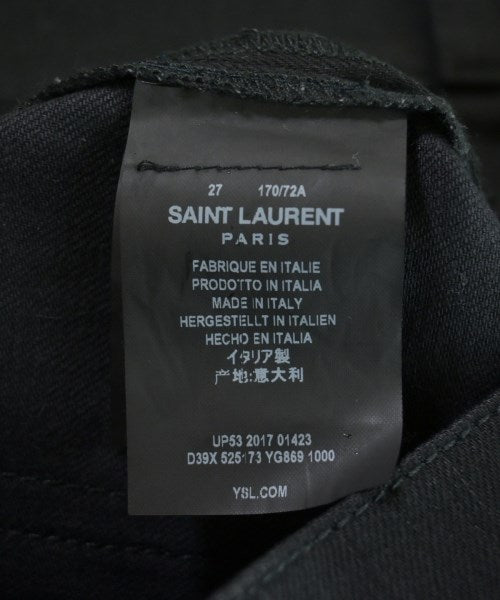 27 170/72A
SAINT LAURENT
PARIS
FABRIQUE EN ITALIE
PRODOTTO IN ITALIA
MADE IN ITALY
HERGESTELLT IN ITALIEN
HECHO EN ITALIA
イタリア製
产地:意大利
UP53 2017 01423
D39X 525173 YG869 1000
YSL.COM